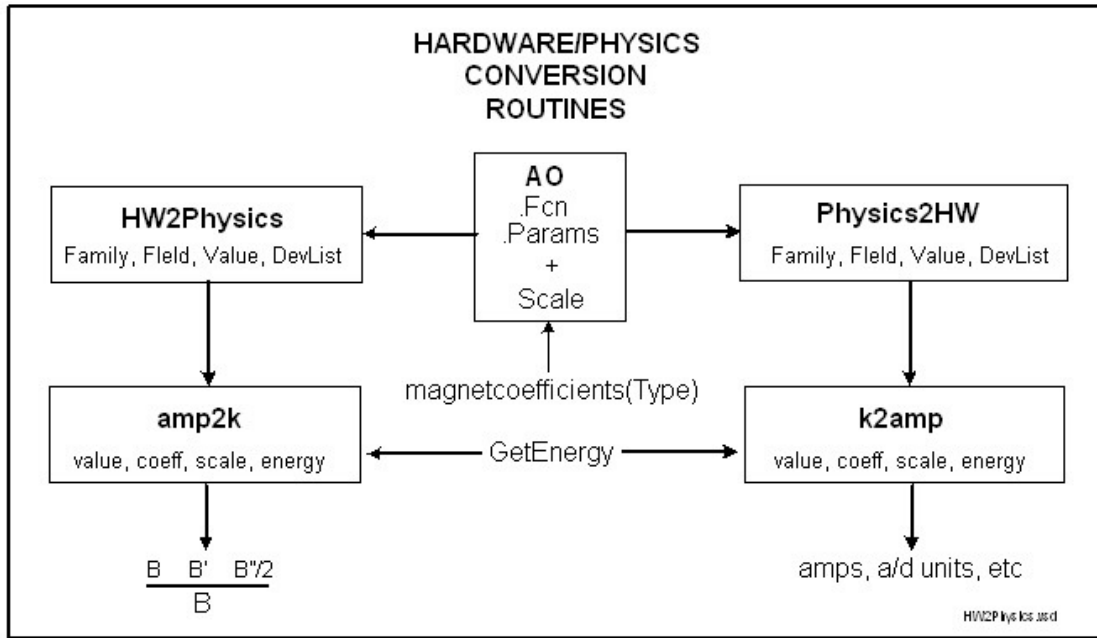 HARDWARE/PHYSICS
CONVERSION
ROUTINES
AO
.Fcn
.Params
+
Scale
HW2Physics
Family, FIeld, Value, DevList
Physics2HW
Family, FIeld, Value, DevList
magnetcoefficients(Type)
amp2k
value, coeff, scale, energy
GetEnergy
k2amp
value, coeff, scale, energy
B B' B"/2
B
amps, a/d units, etc
HW2Physics.vsd